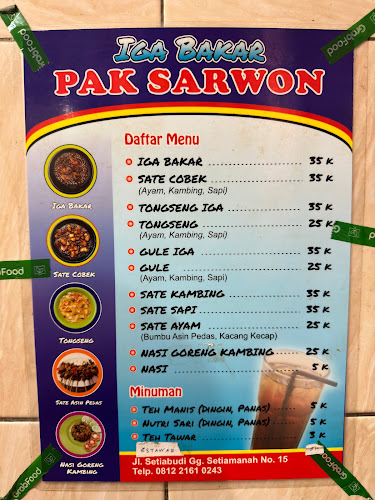 Iga Bakar
PAK SARWON
Daftar Menu
IGA BAKAR 35 K
SATE COBEK 35 K
(Ayam, Kambing, Sapi)
TONGSENG IGA 35 K
TONGSENG 25 K
(Ayam, Kambing, Sapi)
GULE IGA 35 K
GULE 25 K
(Ayam, Kambing, Sapi)
SATE KAMBING 35 K
SATE SAPI 35 K
SATE AYAM 25 K
(Bumbu Asin Pedas, Kacang Kecap)
NASI GORENG KAMBING 25 K
NASI 5 K
Minuman
TEH MANIS (DINGIN, PANAS) 5 K
NUTRI SARI (DINGIN, PANAS) 5 K
TEH TAWAR 3 K
Jl. Setiabudi Gg. Setiamanah No. 15
Telp. 0812 2161 0243
IGA BAKAR
SATE COBEK
TONGSENG
SATE ASIN PEDAS
NASI GORENG
KAMBING
GrabFood
GrabFood
GrabFood
GrabFood
GrabFood